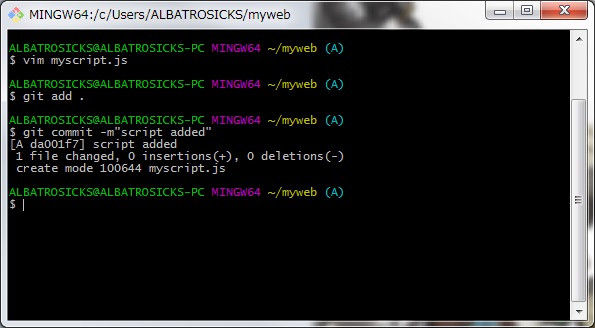 MINGW64:/c/Users/ALBATROSICKS/myweb
ALBATROSICKS@ALBATROSICKS-PC MINGW64 ~/myweb (A)
$ vim myscript.js
ALBATROSICKS@ALBATROSICKS-PC MINGW64 ~/myweb (A)
$ git add .
ALBATROSICKS@ALBATROSICKS-PC MINGW64 ~/myweb (A)
$ git commit -m"script added"
[A da001f7] script added
1 file changed, 0 insertions(+), 0 deletions(-)
create mode 100644 myscript.js
ALBATROSICKS@ALBATROSICKS-PC MINGW64 ~/myweb (A)
$